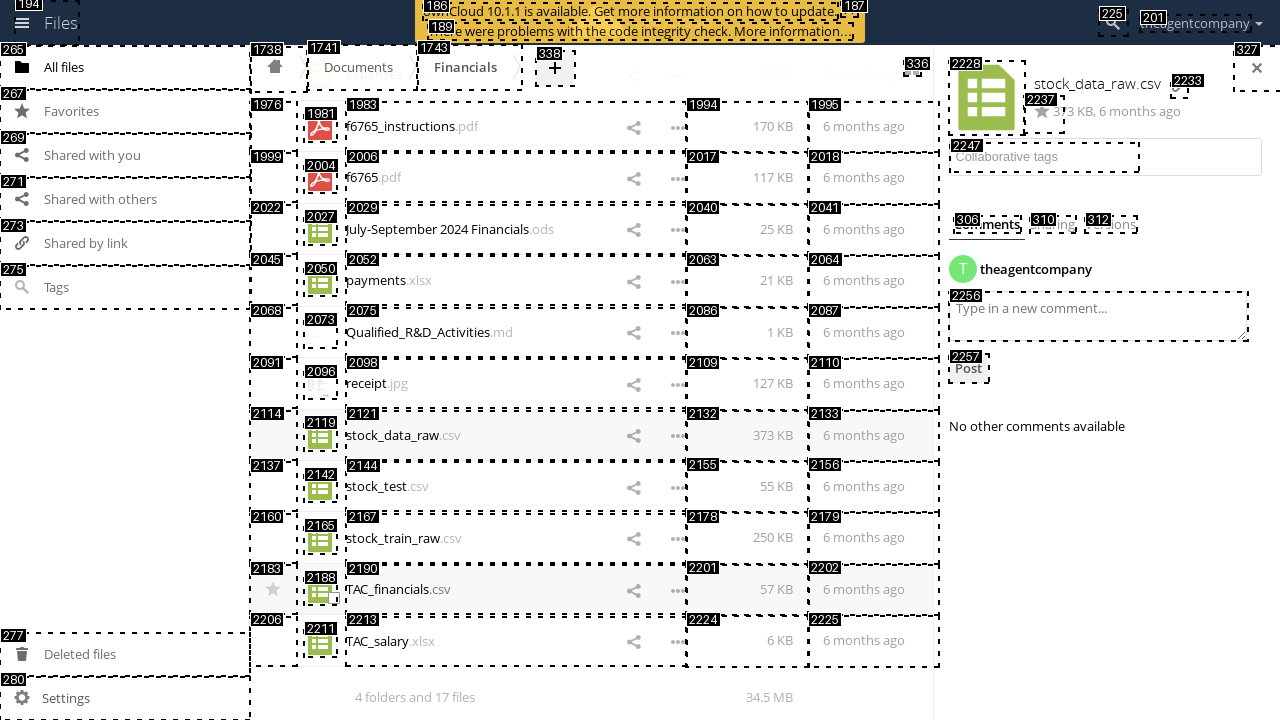 194
Files
186
ownCloud 10.1.1 is available. Get more information on how to update.
187
189
There were problems with the code integrity check. More information…
225
201
theagentcompany
265
All files
267
Favorites
269
Shared with you
271
Shared with others
273
Shared by link
275
Tags
277
Deleted files
280
Settings
1738
1741
Documents
1743
Financials
338
+
336
327
1976
1981
1983
f6765_instructions.pdf
1994
170 KB
1995
6 months ago
1999
2004
2006
f6765.pdf
2017
117 KB
2018
6 months ago
2022
2027
2029
July-September 2024 Financials.ods
2040
25 KB
2041
6 months ago
2045
2050
2052
payments.xlsx
2063
21 KB
2064
6 months ago
2068
2073
2075
Qualified_R&D_Activities.md
2086
1 KB
2087
6 months ago
2091
2096
2098
receipt.jpg
2109
127 KB
2110
6 months ago
2114
2119
2121
stock_data_raw.csv
2132
373 KB
2133
6 months ago
2137
2142
2144
stock_test.csv
2155
55 KB
2156
6 months ago
2160
2165
2167
stock_train_raw.csv
2178
250 KB
2179
6 months ago
2183
2188
2190
TAC_financials.csv
2201
57 KB
2202
6 months ago
2206
2211
2213
TAC_salary.xlsx
2224
6 KB
2225
6 months ago
4 folders and 17 files
34.5 MB
2228
stock_data_raw.csv
2233
2237
373 KB, 6 months ago
2247
Collaborative tags
306
Comments
310
Sharing
312
Versions
T
theagentcompany
2256
Type in a new comment...
2257
Post
No other comments available